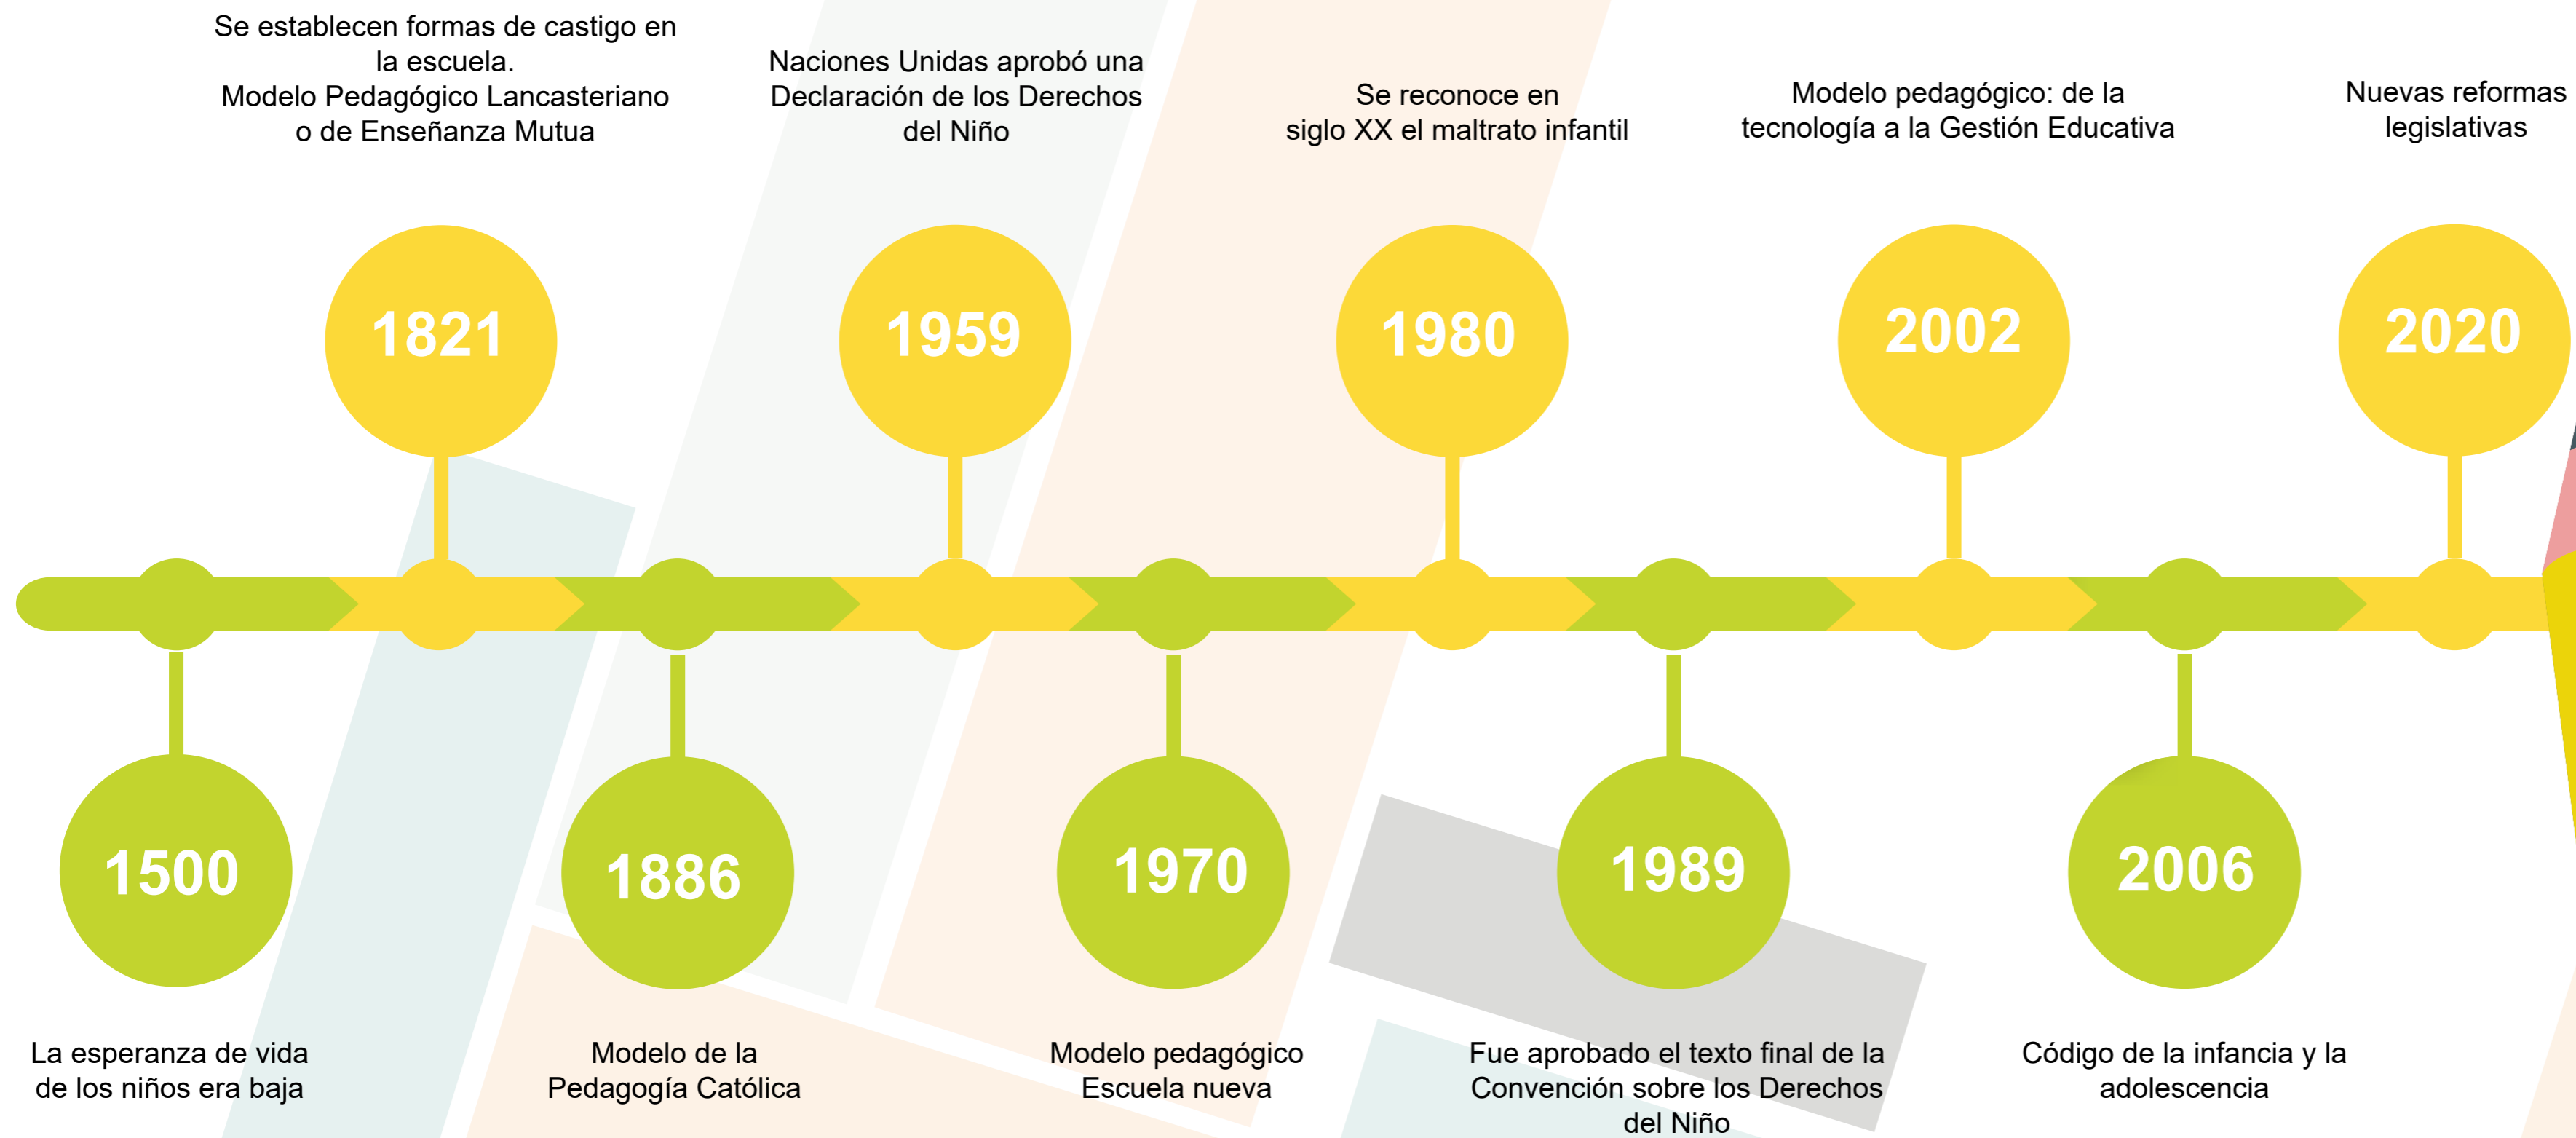 Se establecen formas de castigo en
la escuela.
Modelo Pedagógico Lancasteriano
o de Enseñanza Mutua
Naciones Unidas aprobó una
Declaración de los Derechos
del Niño
Se reconoce en
siglo XX el maltrato infantil
Modelo pedagógico: de la
tecnología a la Gestión Educativa
Nuevas reformas
legislativas
1821
1959
1980
2002
2020
1500
1886
1970
1989
2006
La esperanza de vida
de los niños era baja
Modelo de la
Pedagogía Católica
Modelo pedagógico
Escuela nueva
Fue aprobado el texto final de la
Convención sobre los Derechos
del Niño
Código de la infancia y la
adolescencia